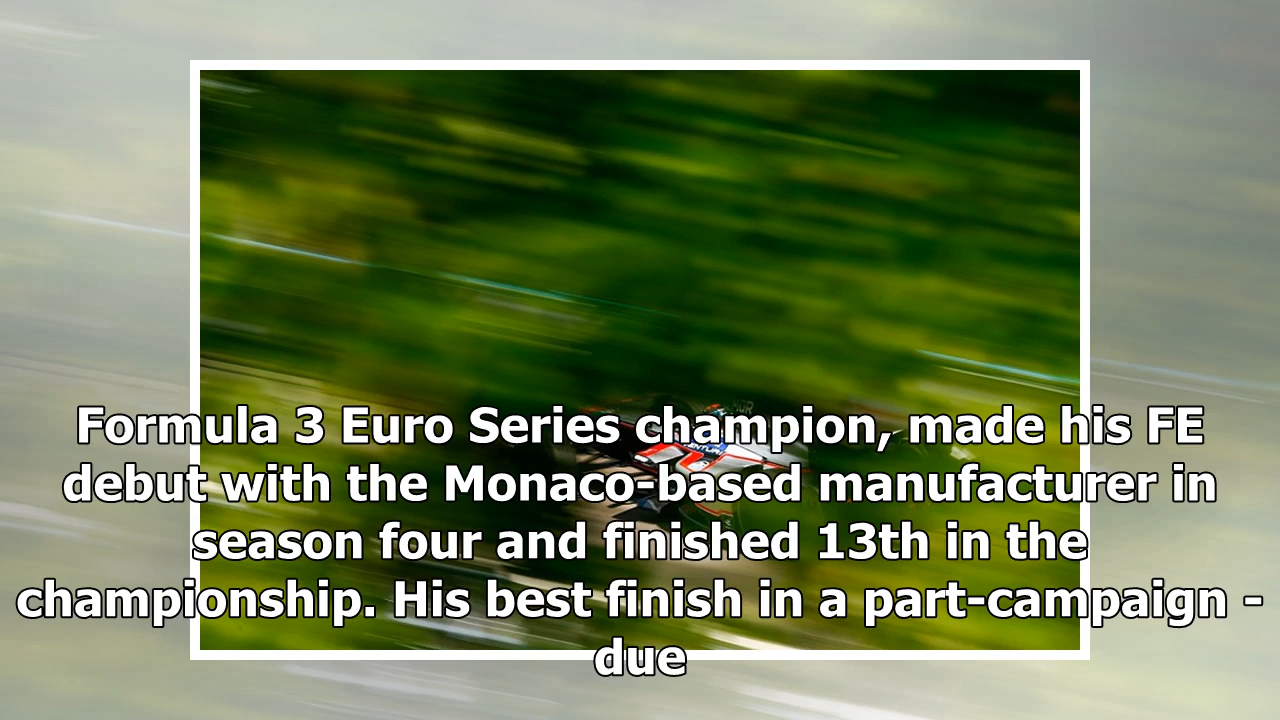 Formula 3 Euro Series champion, made his FE
debut with the Monaco-based manufacturer in
season four and finished 13th in the
championship. His best finish in a part-campaign -
due